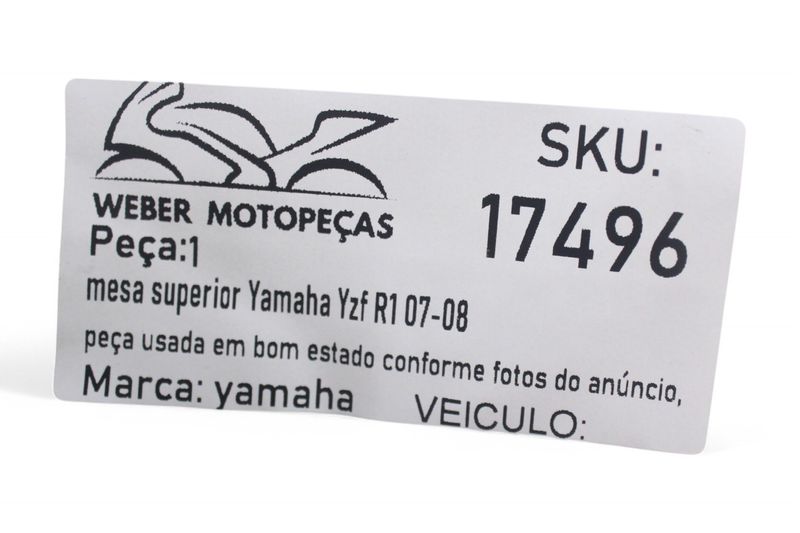 WEBER MOTOPEÇAS
SKU:
17496
Peça:1
mesa superior Yamaha Yzf R1 07-08
peça usada em bom estado conforme fotos do anúncio,
Marca: yamaha
VEICULO: